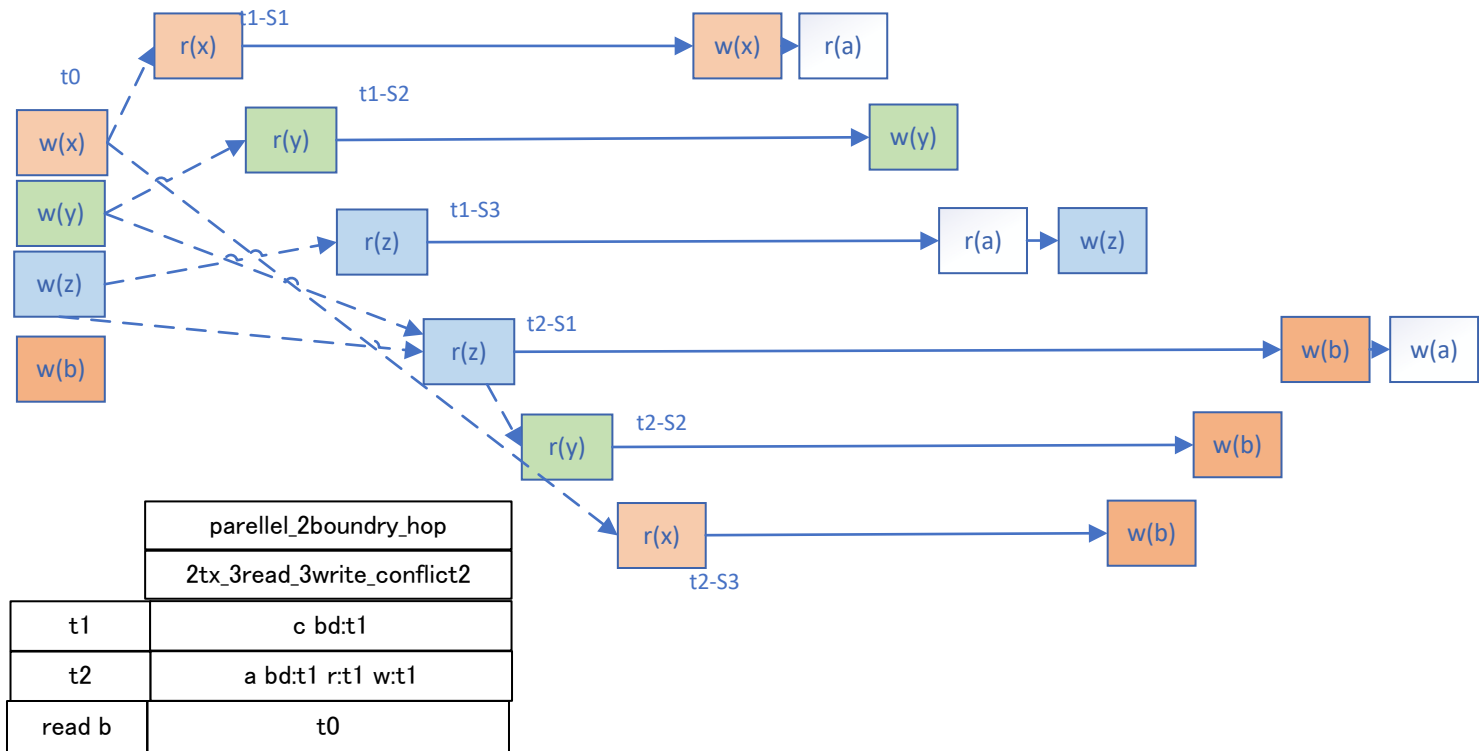 t1-S1
r(x)
w(x)
r(a)
t0
t1-S2
w(x)
r(y)
w(y)
w(y)
t1-S3
r(z)
r(a)
w(z)
w(z)
t2-S1
r(z)
w(b)
w(a)
w(b)
t2-S2
r(y)
w(b)
r(x)
w(b)
t2-S3
parellel_2boundry_hop
2tx_3read_3write_conflict2
t1 c bd:t1
t2 a bd:t1 r:t1 w:t1
read b t0